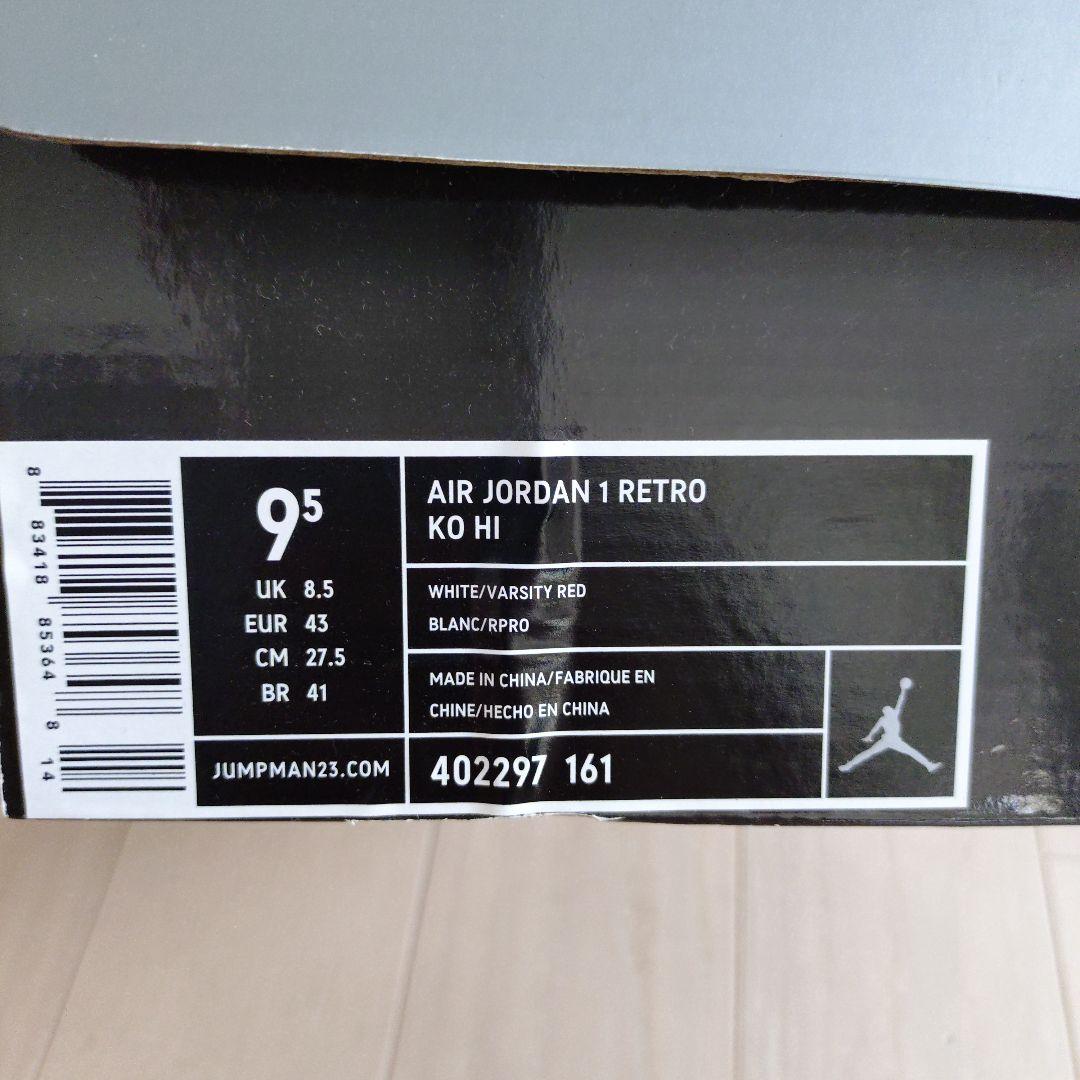 8 83418 85364 8 14
9⁵
UK 8.5
EUR 43
CM 27.5
BR 41
JUMPMAN23.COM
AIR JORDAN 1 RETRO
KO HI
WHITE/VARSITY RED
BLANC/RPRO
MADE IN CHINA/FABRIQUE EN
CHINE/HECHO EN CHINA
402297 161